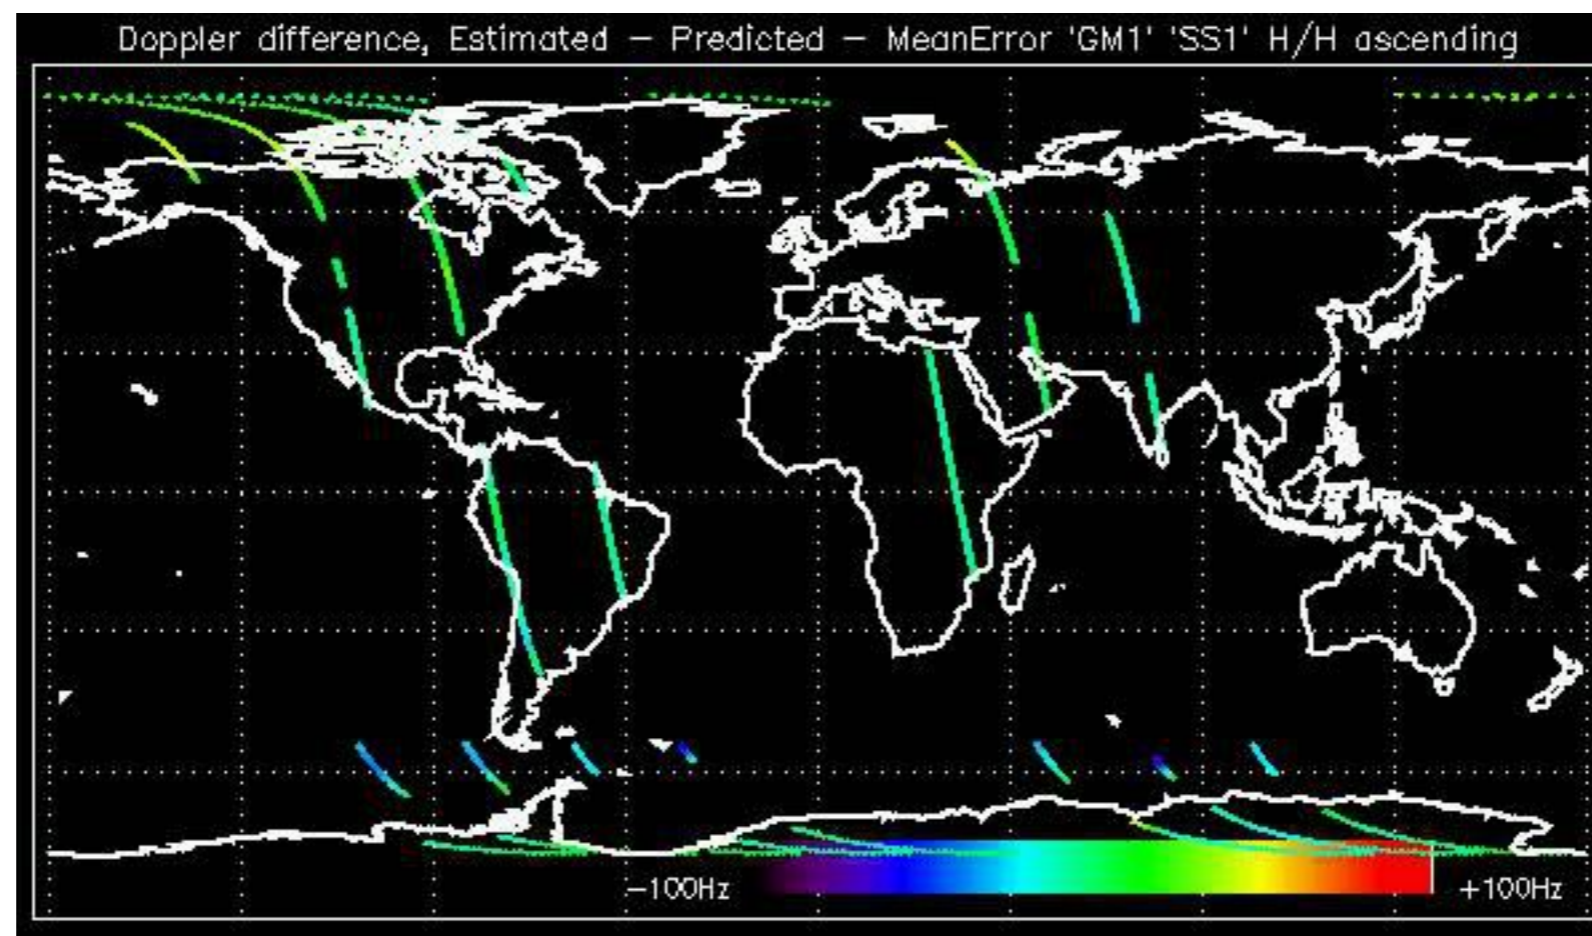 Doppler difference, Estimated – Predicted – MeanError 'GM1' 'SS1' H/H ascending
–100Hz
+100Hz